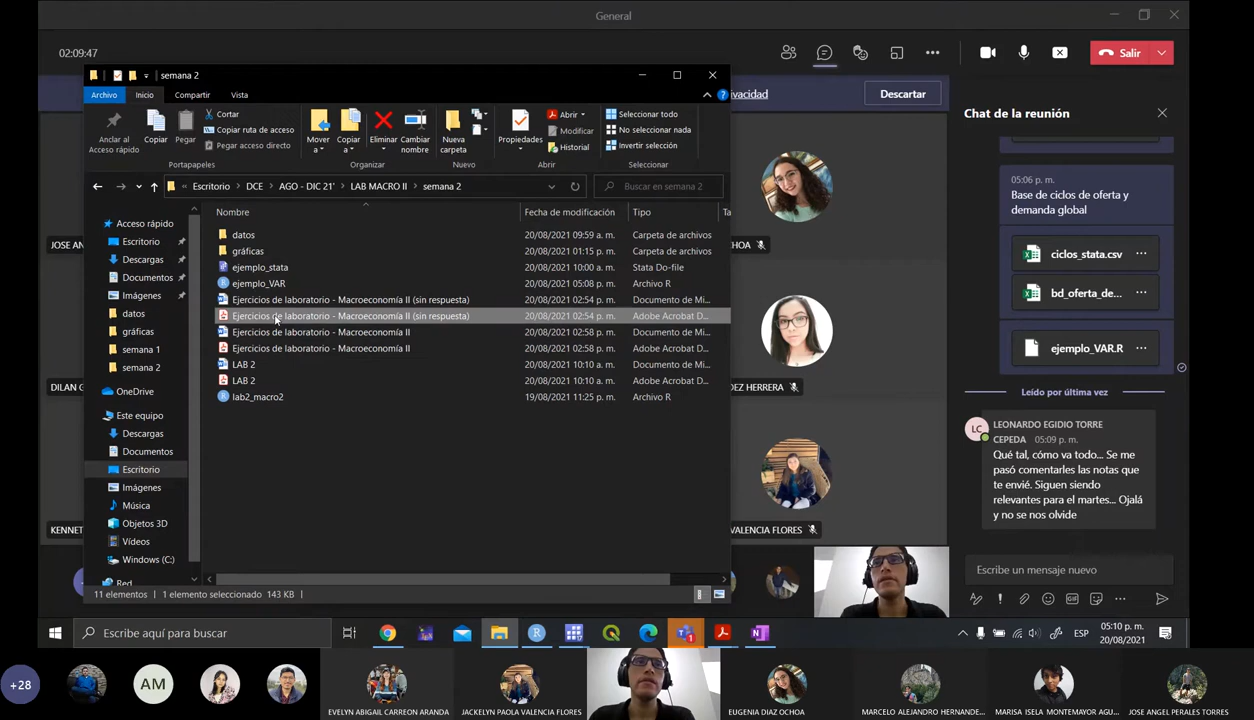 General
02:09:47
Salir
semana 2
Archivo
Inicio
Compartir
Vista
Anclar al
Acceso rápido
Copiar
Pegar
Cortar
Copiar ruta de acceso
Pegar acceso directo
Portapapeles
Mover
a
Copiar
a
Eliminar
Cambiar
nombre
Organizar
Nueva
carpeta
Nuevo
Propiedades
Abrir
Modificar
Historial
Abrir
Seleccionar todo
No seleccionar nada
Invertir selección
Seleccionar
« Escritorio > DCE > AGO - DIC 21' > LAB MACRO II > semana 2
Buscar en semana 2
Nombre Fecha de modificación Tipo Ta
datos 20/08/2021 09:59 a. m. Carpeta de archivos
gráficas 20/08/2021 01:15 p. m. Carpeta de archivos
ejemplo_stata 20/08/2021 10:00 a. m. Stata Do-file
ejemplo_VAR 20/08/2021 05:08 p. m. Archivo R
Ejercicios de laboratorio - Macroeconomía II (sin respuesta) 20/08/2021 02:54 p. m. Documento de Mi...
Ejercicios de laboratorio - Macroeconomía II (sin respuesta) 20/08/2021 02:54 p. m. Adobe Acrobat D...
Ejercicios de laboratorio - Macroeconomía II 20/08/2021 02:58 p. m. Documento de Mi...
Ejercicios de laboratorio - Macroeconomía II 20/08/2021 02:58 p. m. Adobe Acrobat D...
LAB 2 20/08/2021 10:10 a. m. Documento de Mi...
LAB 2 20/08/2021 10:10 a. m. Adobe Acrobat D...
lab2_macro2 19/08/2021 11:25 p. m. Archivo R
Acceso rápido
Escritorio
Descargas
Documentos
Imágenes
datos
gráficas
semana 1
semana 2
OneDrive
Este equipo
Descargas
Documentos
Escritorio
Imágenes
Música
Objetos 3D
Vídeos
Windows (C:)
Red
11 elementos
1 elemento seleccionado 143 KB
ivacidad
Descartar
JOSE AN
CHOA
DILAN G
DEZ HERRERA
KENNET
VALENCIA FLORES
Chat de la reunión
05:06 p. m.
Base de ciclos de oferta y
demanda global
ciclos_stata.csv
bd_oferta_de...
ejemplo_VAR.R
Leído por última vez
LC
LEONARDO EGIDIO TORRE
CEPEDA 05:09 p. m.
Qué tal, cómo va todo... Se me
pasó comentarles las notas que
te envié. Siguen siendo
relevantes para el martes... Ojalá
y no se nos olvide
Escribe un mensaje nuevo
GIF
Escribe aquí para buscar
ESP
05:10 p. m.
20/08/2021
+28
AM
EVELYN ABIGAIL CARREON ARANDA
JACKELYN PAOLA VALENCIA FLORES
EUGENIA DIAZ OCHOA
MARCELO ALEJANDRO HERNANDE...
MARISA ISELA MONTEMAYOR AGU...
JOSE ANGEL PERALES TORRES